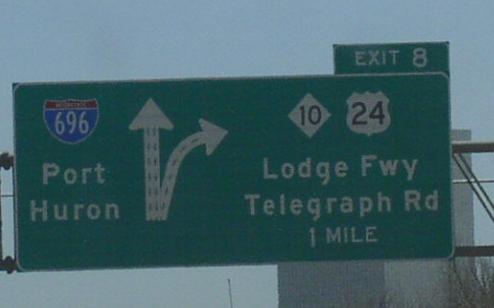 EXIT 8
INTERSTATE
696
Port
Huron
10 24
Lodge Fwy
Telegraph Rd
1 MILE